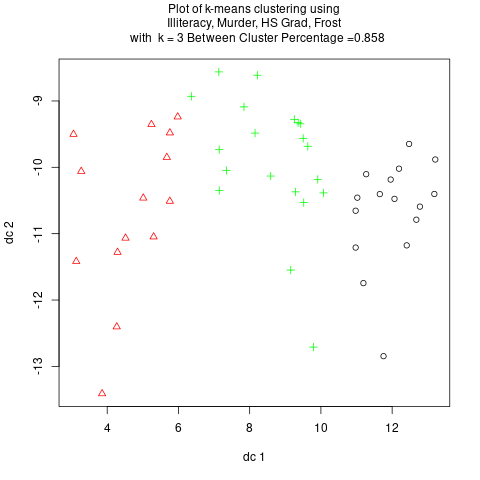 Plot of k-means clustering using
Illiteracy, Murder, HS Grad, Frost
with  k = 3 Between Cluster Percentage =0.858
dc 2
-9
-10
-11
-12
-13
4
6
8
10
12
dc 1